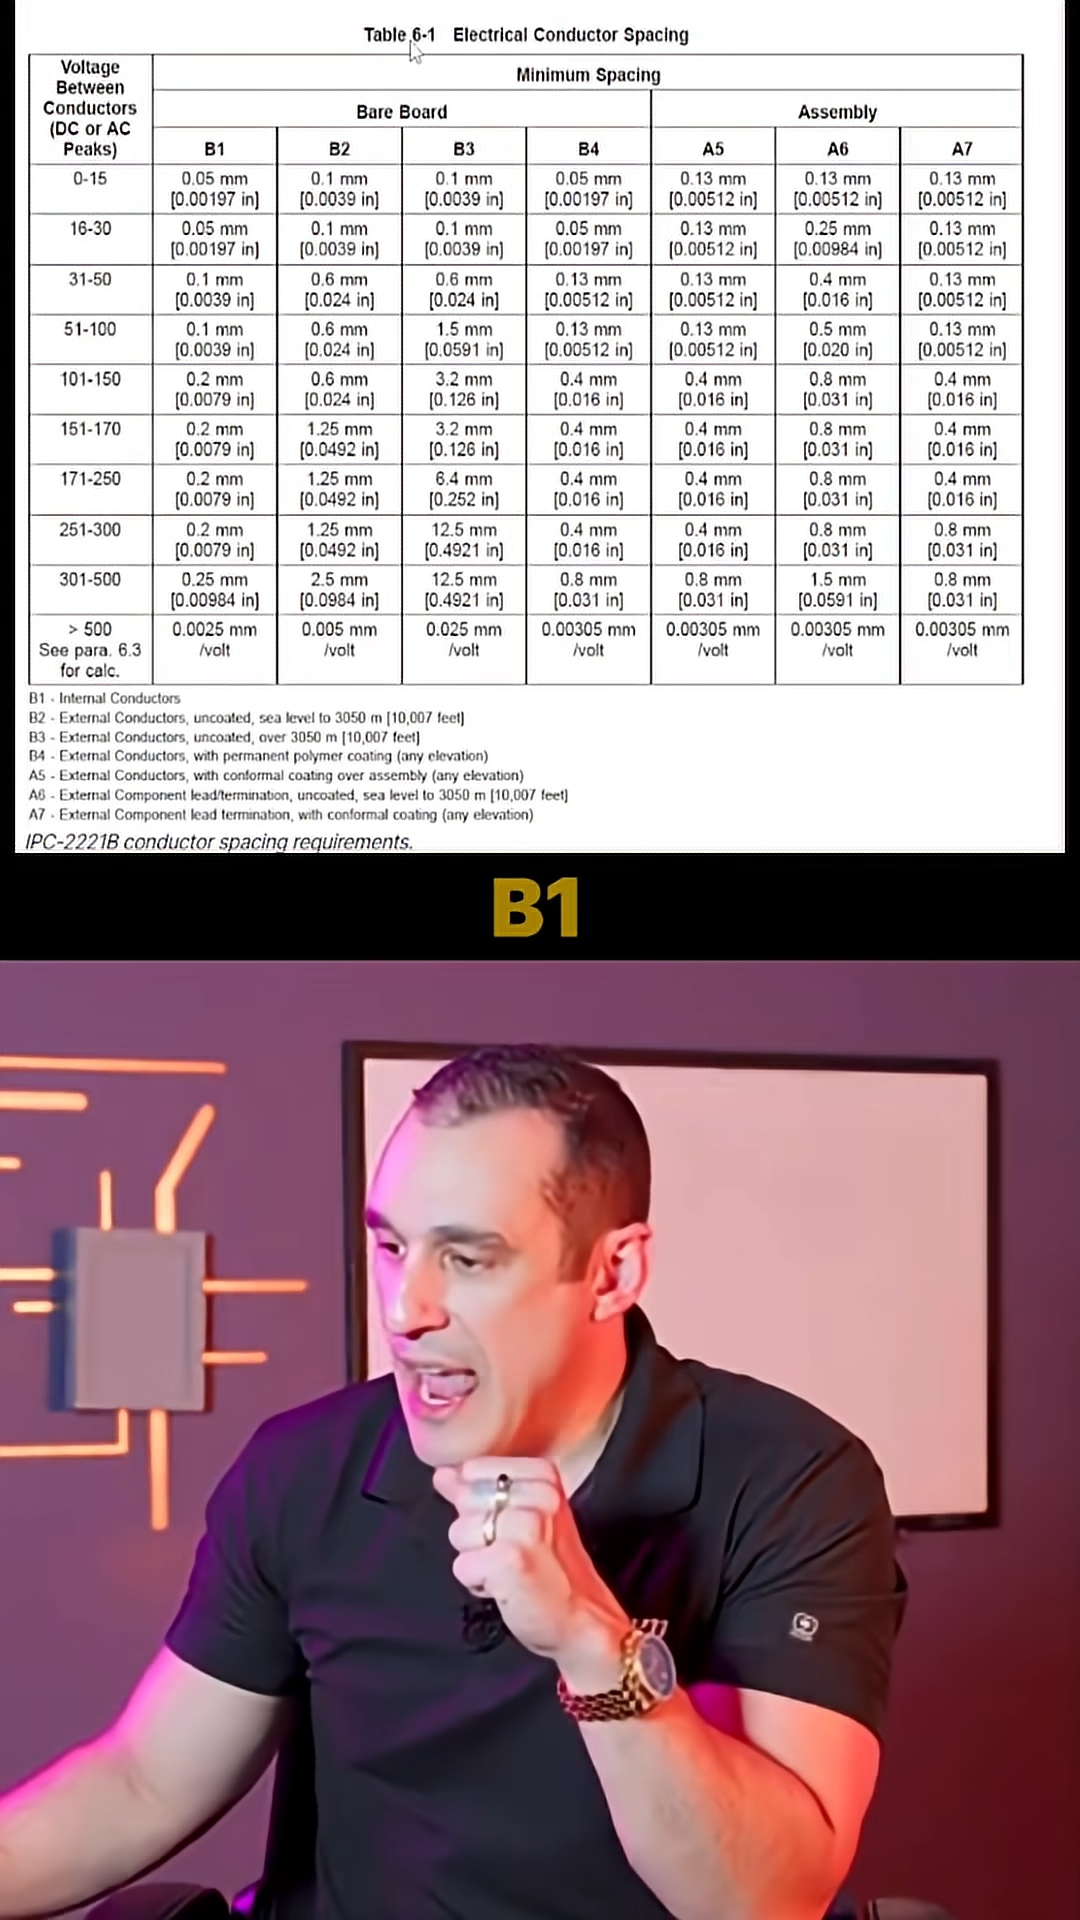 Table 6-1 Electrical Conductor Spacing
Voltage Between Conductors (DC or AC Peaks) Minimum Spacing
Bare Board Assembly
B1 B2 B3 B4 A5 A6 A7
0-15 0.05 mm 0.1 mm 0.1 mm 0.05 mm 0.13 mm 0.13 mm 0.13 mm
[0.00197 in] [0.0039 in] [0.0039 in] [0.00197 in] [0.00512 in] [0.00512 in] [0.00512 in]
16-30 0.05 mm 0.1 mm 0.1 mm 0.05 mm 0.13 mm 0.25 mm 0.13 mm
[0.00197 in] [0.0039 in] [0.0039 in] [0.00197 in] [0.00512 in] [0.00984 in] [0.00512 in]
31-50 0.1 mm 0.6 mm 0.6 mm 0.13 mm 0.13 mm 0.4 mm 0.13 mm
[0.0039 in] [0.024 in] [0.024 in] [0.00512 in] [0.00512 in] [0.016 in] [0.00512 in]
51-100 0.1 mm 0.6 mm 1.5 mm 0.13 mm 0.13 mm 0.5 mm 0.13 mm
[0.0039 in] [0.024 in] [0.0591 in] [0.00512 in] [0.00512 in] [0.020 in] [0.00512 in]
101-150 0.2 mm 0.6 mm 3.2 mm 0.4 mm 0.4 mm 0.8 mm 0.4 mm
[0.0079 in] [0.024 in] [0.126 in] [0.016 in] [0.016 in] [0.031 in] [0.016 in]
151-170 0.2 mm 1.25 mm 3.2 mm 0.4 mm 0.4 mm 0.8 mm 0.4 mm
[0.0079 in] [0.0492 in] [0.126 in] [0.016 in] [0.016 in] [0.031 in] [0.016 in]
171-250 0.2 mm 1.25 mm 6.4 mm 0.4 mm 0.4 mm 0.8 mm 0.4 mm
[0.0079 in] [0.0492 in] [0.252 in] [0.016 in] [0.016 in] [0.031 in] [0.016 in]
251-300 0.2 mm 1.25 mm 12.5 mm 0.4 mm 0.4 mm 0.8 mm 0.8 mm
[0.0079 in] [0.0492 in] [0.4921 in] [0.016 in] [0.016 in] [0.031 in] [0.031 in]
301-500 0.25 mm 2.5 mm 12.5 mm 0.8 mm 0.8 mm 1.5 mm 0.8 mm
[0.00984 in] [0.0984 in] [0.4921 in] [0.031 in] [0.031 in] [0.0591 in] [0.031 in]
> 500 0.0025 mm 0.005 mm 0.025 mm 0.00305 mm 0.00305 mm 0.00305 mm 0.00305 mm
See para. 6.3 /volt /volt /volt /volt /volt /volt /volt
for calc.
B1 - Internal Conductors
B2 - External Conductors, uncoated, sea level to 3050 m [10,007 feet]
B3 - External Conductors, uncoated, over 3050 m [10,007 feet]
B4 - External Conductors, with permanent polymer coating (any elevation)
A5 - External Conductors, with conformal coating over assembly (any elevation)
A6 - External Component lead/termination, uncoated, sea level to 3050 m [10,007 feet]
A7 - External Component lead termination, with conformal coating (any elevation)
IPC-2221B conductor spacing requirements.
B1